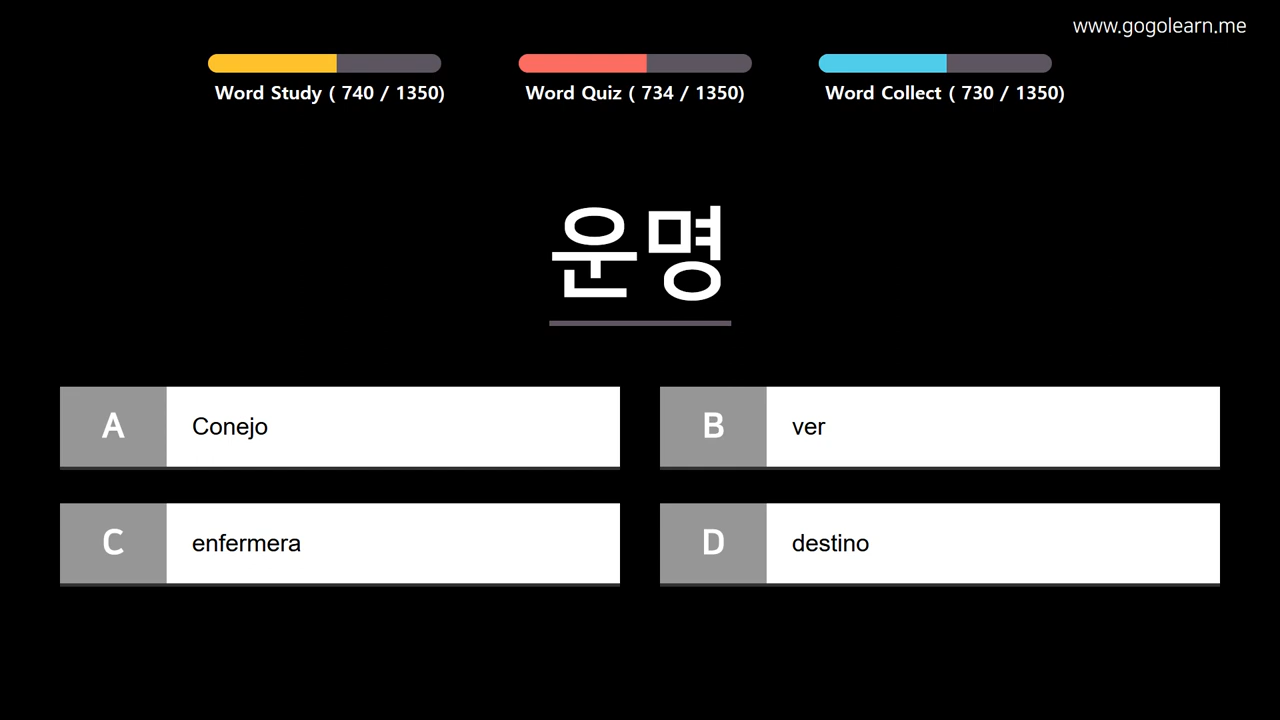 www.gogolearn.me
Word Study ( 740 / 1350)
Word Quiz ( 734 / 1350)
Word Collect ( 730 / 1350)
운명
A Conejo
B ver
C enfermera
D destino